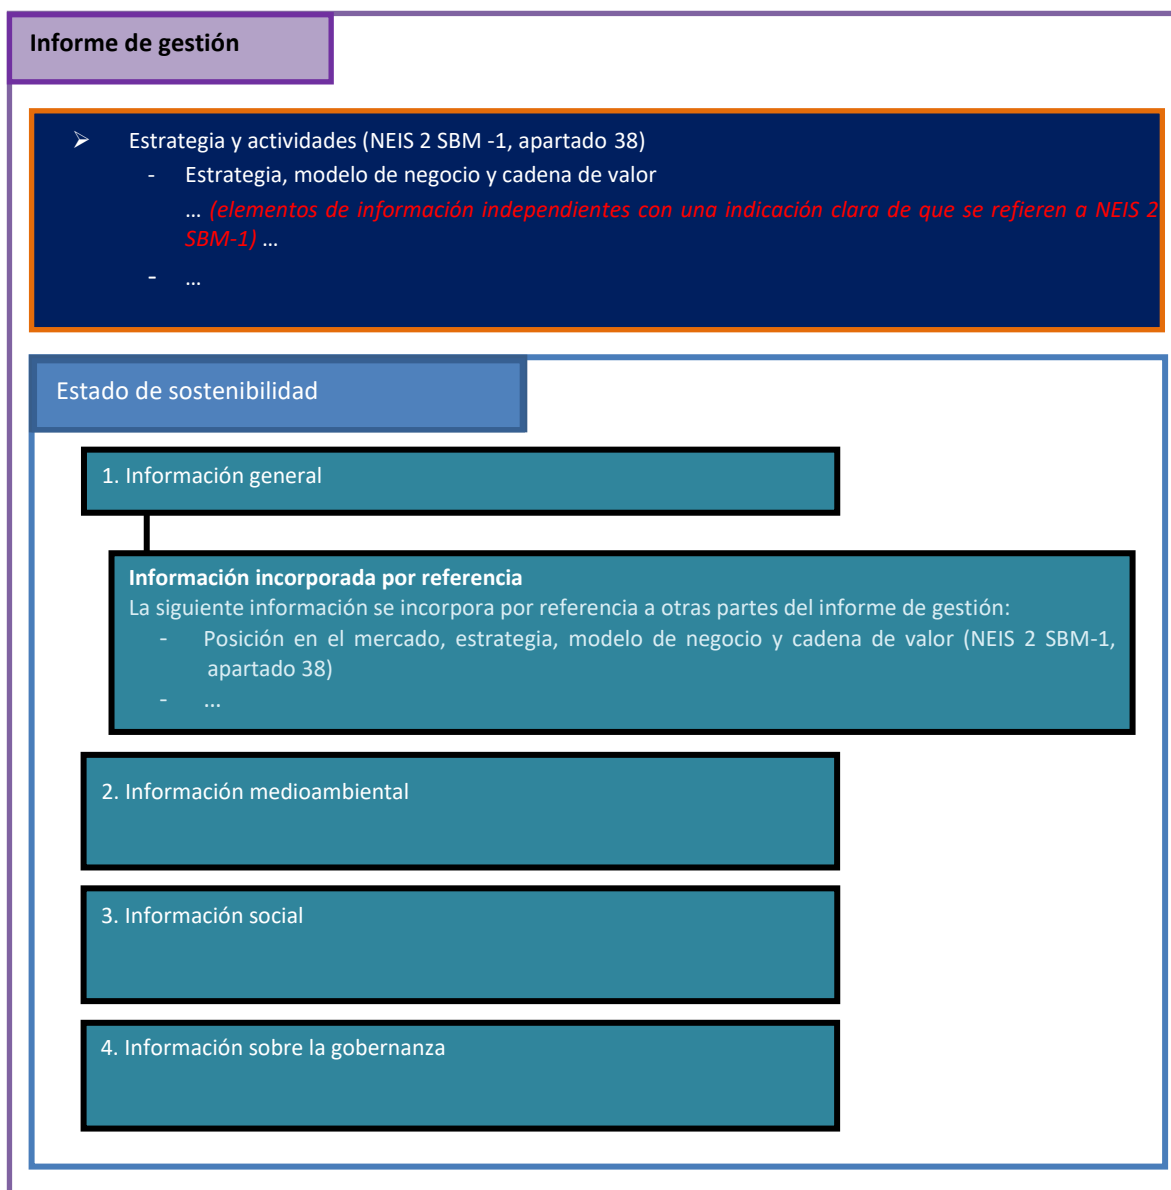 Informe de gestión
➢ Estrategia y actividades (NEIS 2 SBM -1, apartado 38)
- Estrategia, modelo de negocio y cadena de valor
... (elementos de información independientes con una indicación clara de que se refieren a NEIS 2
SBM-1) ...
- ...
Estado de sostenibilidad
1. Información general
Información incorporada por referencia
La siguiente información se incorpora por referencia a otras partes del informe de gestión:
- Posición en el mercado, estrategia, modelo de negocio y cadena de valor (NEIS 2 SBM-1,
apartado 38)
- ...
2. Información medioambiental
3. Información social
4. Información sobre la gobernanza